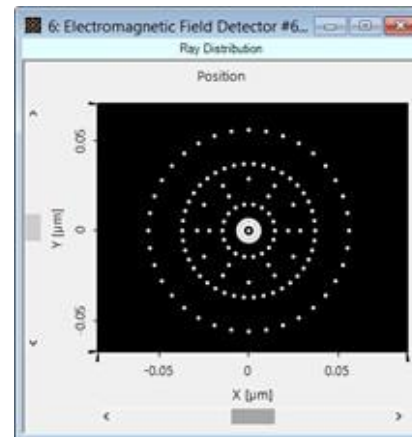 6: Electromagnetic Field Detector #6...
Ray Distribution
Position
0.05
0
-0.05
Y [µm]
-0.05 0 0.05
X [µm]